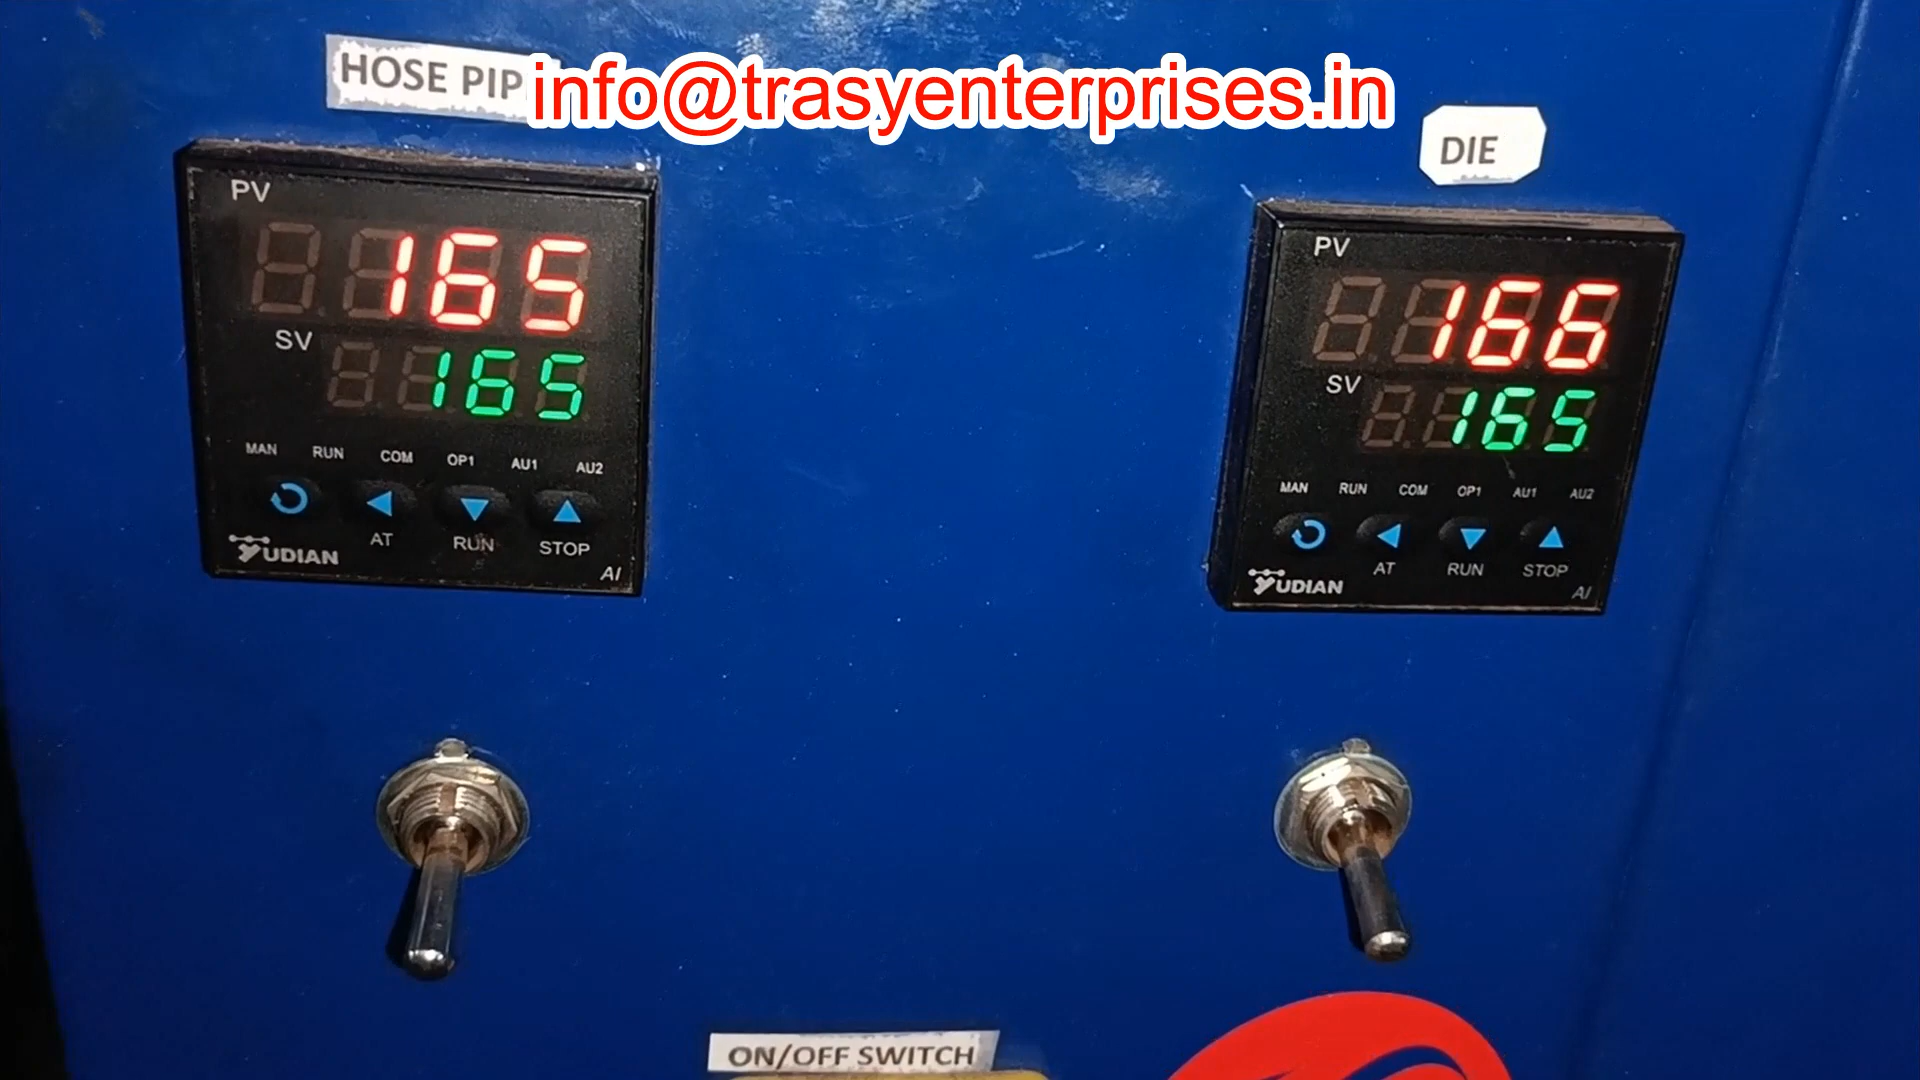 HOSE PIP
info@trasyenterprises.in
DIE
PV
165
SV
165
MAN RUN COM OP1 AU1 AU2
AT RUN STOP
YUDIAN
AI
PV
166
SV
165
MAN RUN COM OP1 AU1 AU2
AT RUN STOP
YUDIAN
AI
ON/OFF SWITCH